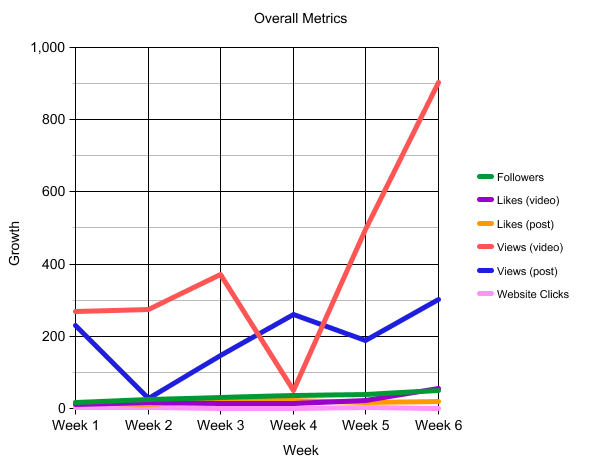 Overall Metrics
1,000
800
600
400
200
0
Growth
Week 1 Week 2 Week 3 Week 4 Week 5 Week 6
Week
Followers
Likes (video)
Likes (post)
Views (video)
Views (post)
Website Clicks